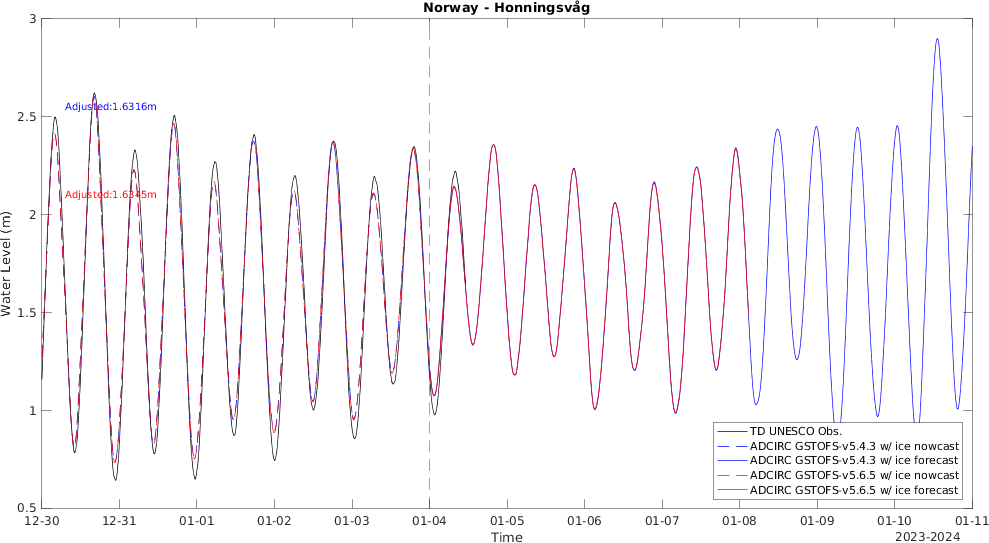 Norway - Honningsvåg
3
2.5
2
1.5
1
0.5
Water Level (m)
Adjusted:1.6316m
Adjusted:1.6345m
TD UNESCO Obs.
ADCIRC GSTOFS-v5.4.3 w/ ice nowcast
ADCIRC GSTOFS-v5.4.3 w/ ice forecast
ADCIRC GSTOFS-v5.6.5 w/ ice nowcast
ADCIRC GSTOFS-v5.6.5 w/ ice forecast
12-30 12-31 01-01 01-02 01-03 01-04 01-05 01-06 01-07 01-08 01-09 01-10 01-11
Time
2023-2024